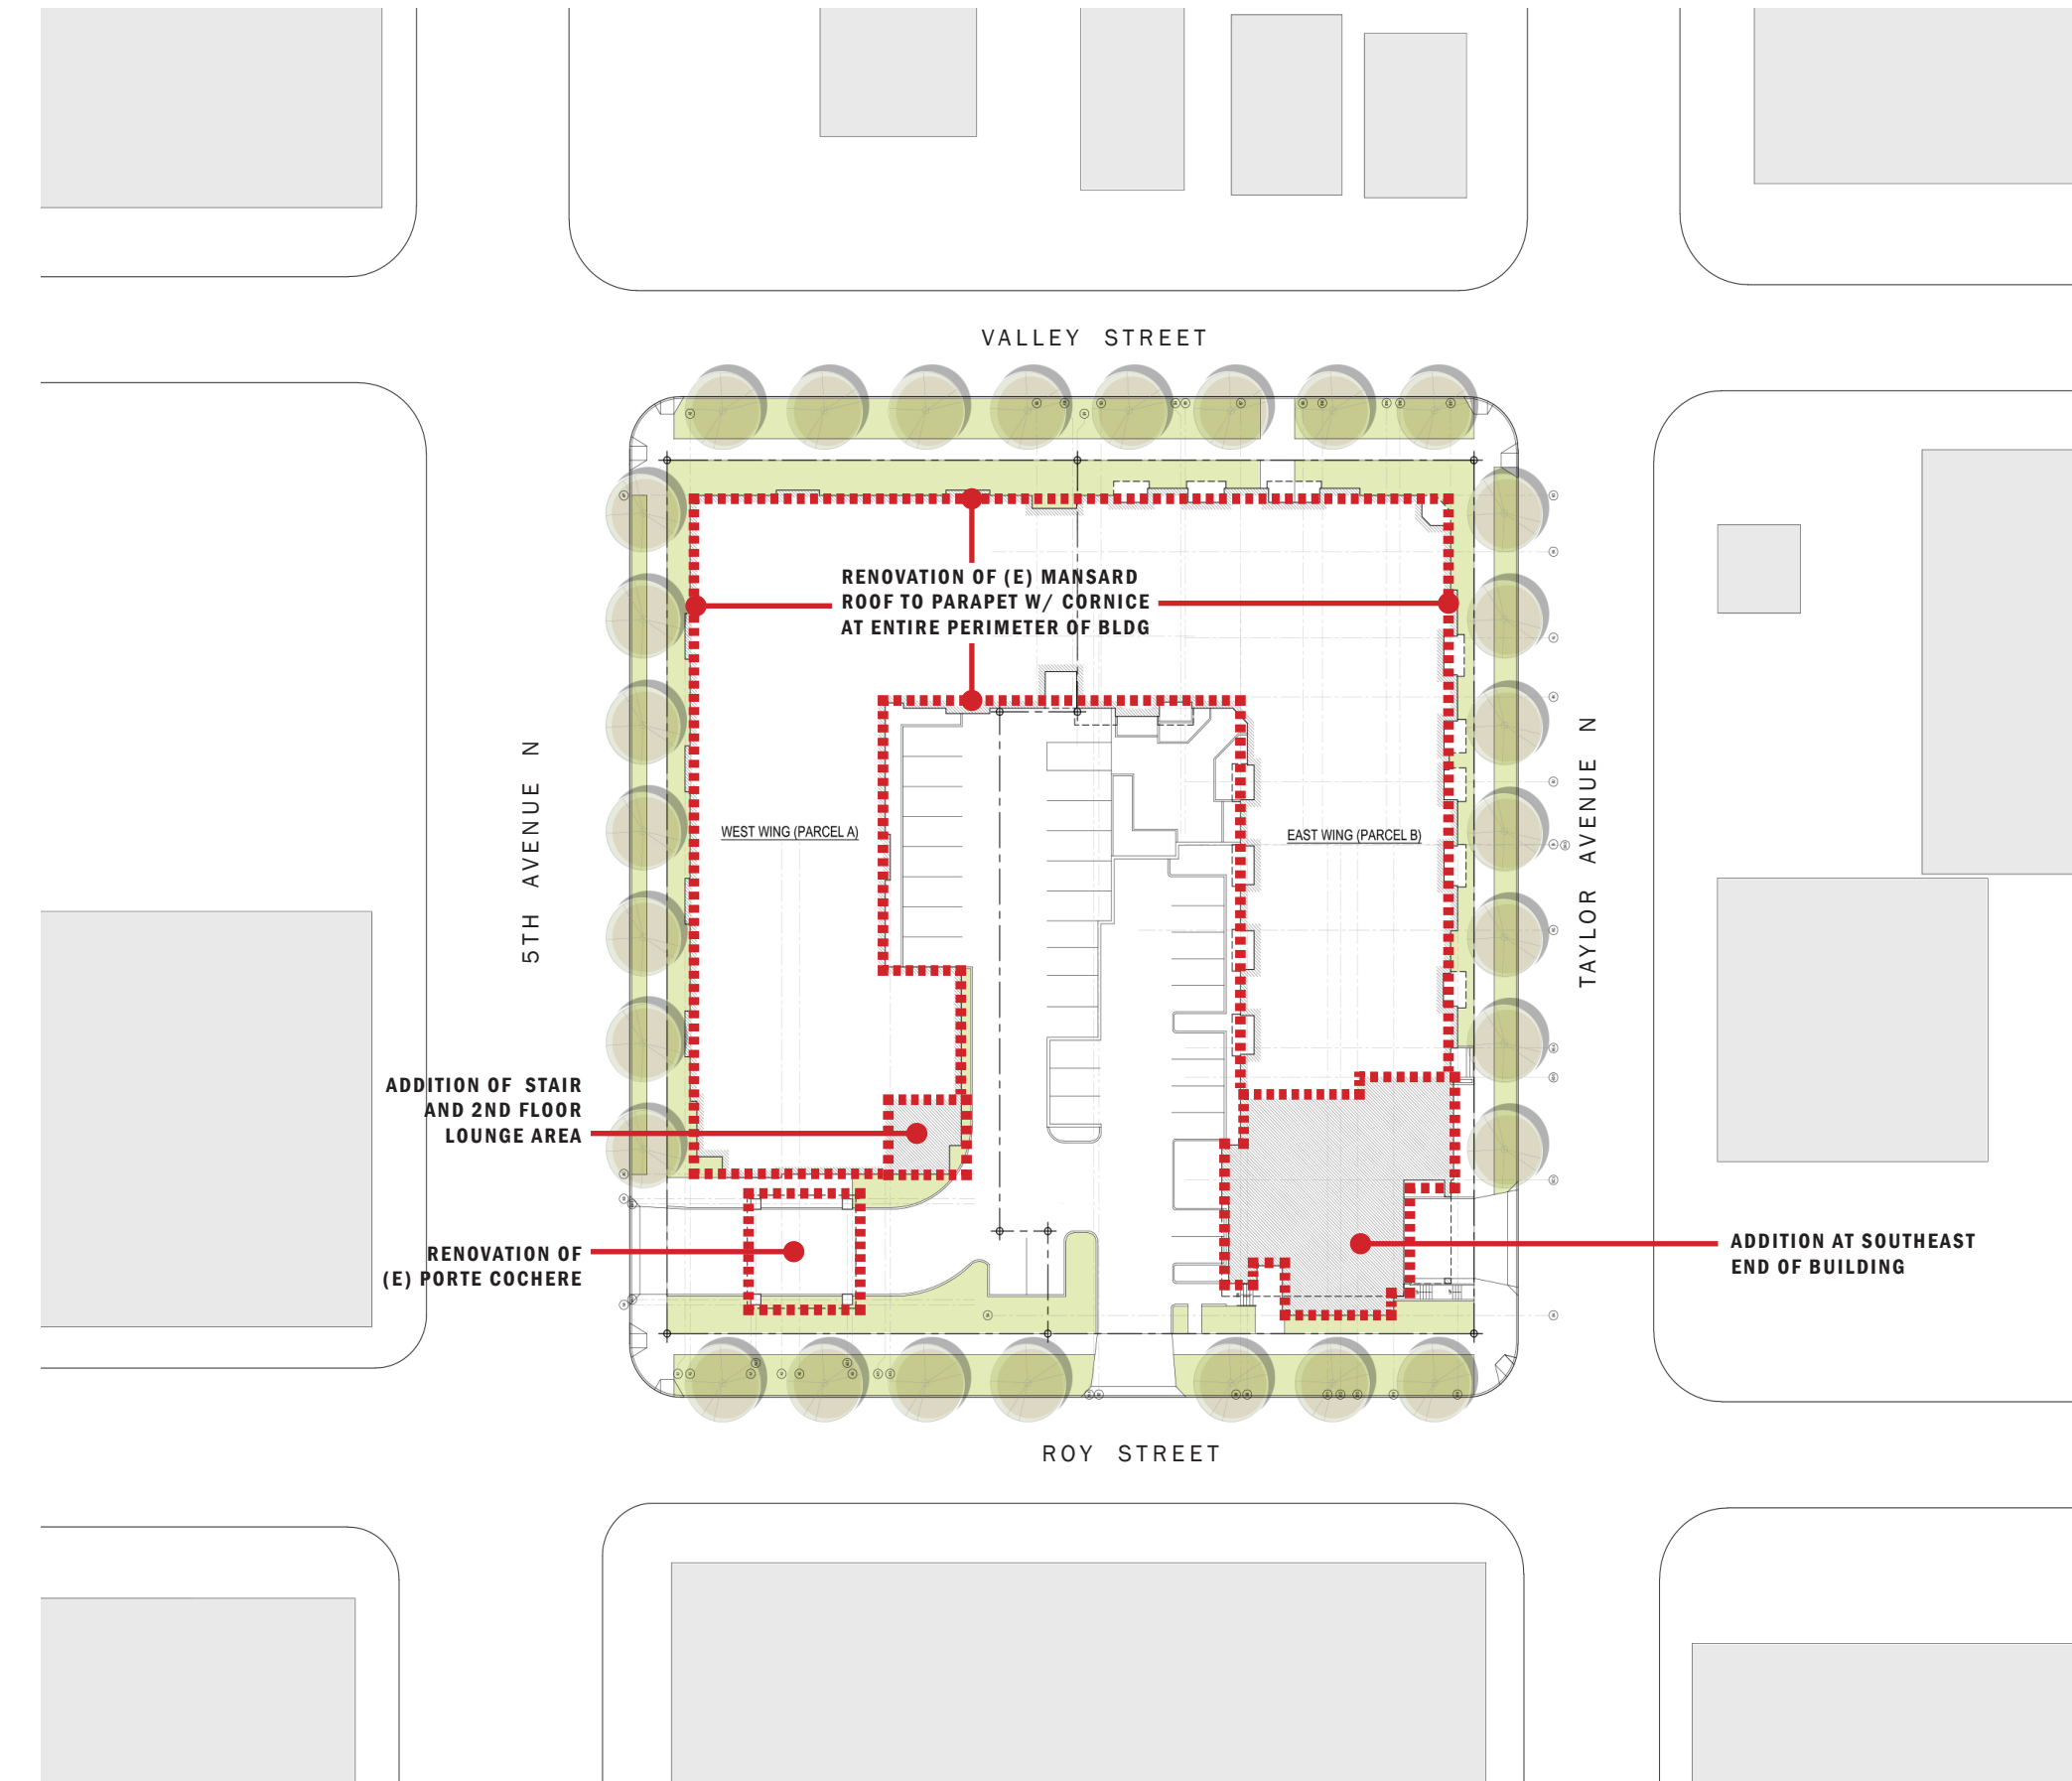 VALLEY STREET
RENOVATION OF (E) MANSARD
ROOF TO PARAPET W/ CORNICE
AT ENTIRE PERIMETER OF BLDG
5TH AVENUE N
TAYLOR AVENUE N
WEST WING (PARCEL A)
EAST WING (PARCEL B)
ADDITION OF STAIR
AND 2ND FLOOR
LOUNGE AREA
RENOVATION OF
(E) PORTE COCHERE
ADDITION AT SOUTHEAST
END OF BUILDING
ROY STREET